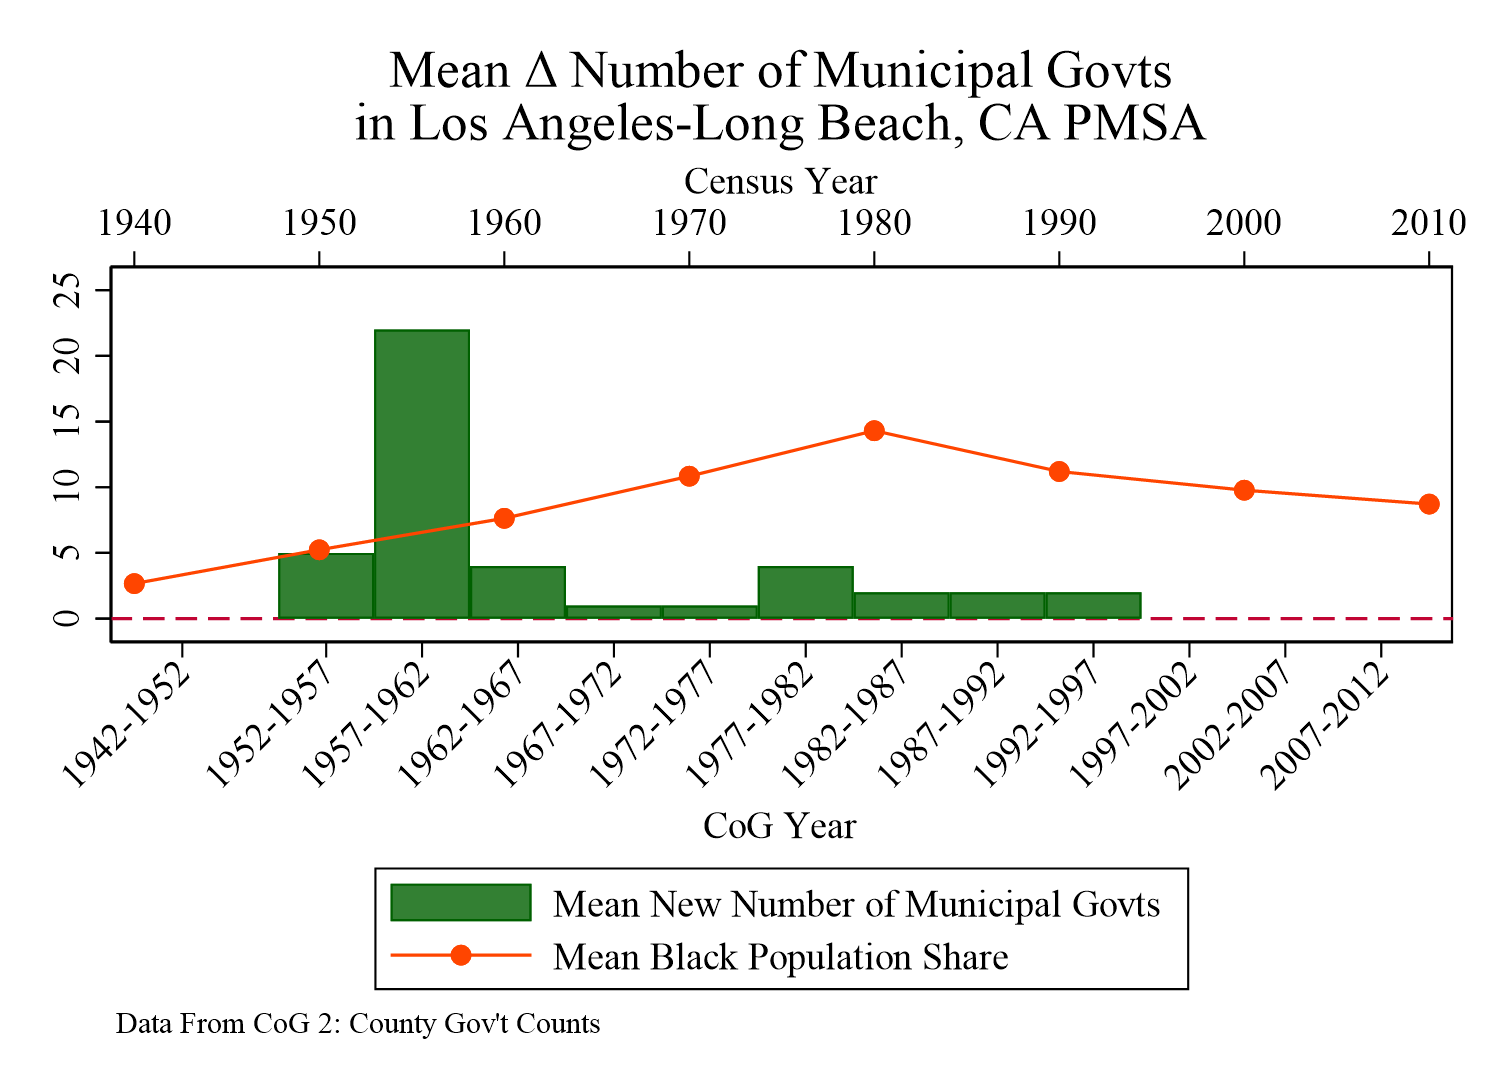 Mean Δ Number of Municipal Govts
in Los Angeles-Long Beach, CA PMSA
Census Year
1940 1950 1960 1970 1980 1990 2000 2010
25
20
15
10
5
0
1942-1952 1952-1957 1957-1962 1962-1967 1967-1972 1972-1977 1977-1982 1982-1987 1987-1992 1992-1997 1997-2002 2002-2007 2007-2012
CoG Year
Mean New Number of Municipal Govts
Mean Black Population Share
Data From CoG 2: County Gov't Counts